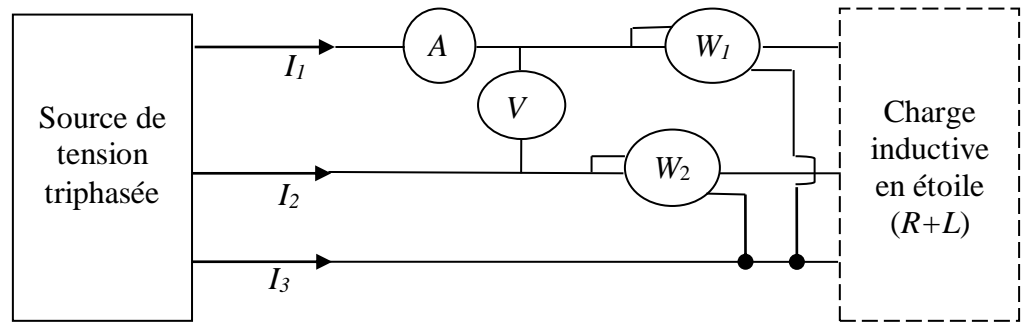 Source de
tension
triphasée
I1
I2
I3
A
V
W1
W2
Charge
inductive
en étoile
(R+L)